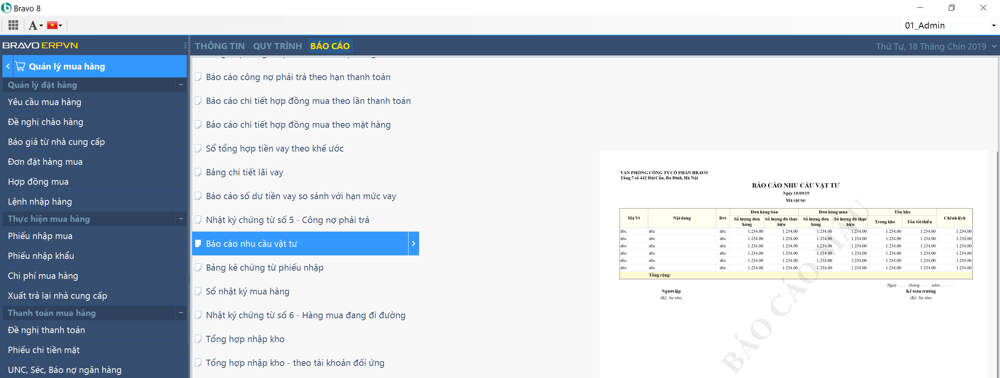 Bravo 8
A
01_Admin
BRAVO ERPVN
THÔNG TIN QUY TRÌNH BÁO CÁO
Thứ Tư, 18 Tháng Chín 2019
Quản lý mua hàng
Quản lý đặt hàng
Yêu cầu mua hàng
Đề nghị chào hàng
Báo giá từ nhà cung cấp
Đơn đặt hàng mua
Hợp đồng mua
Lệnh nhập hàng
Thực hiện mua hàng
Phiếu nhập mua
Phiếu nhập khẩu
Chi phí mua hàng
Xuất trả lại nhà cung cấp
Thanh toán mua hàng
Đề nghị thanh toán
Phiếu chi tiền mặt
UNC, Séc, Báo nợ ngân hàng
Báo cáo công nợ phải trả theo hạn thanh toán
Báo cáo chi tiết hợp đồng mua theo lần thanh toán
Báo cáo chi tiết hợp đồng mua theo mặt hàng
Sổ tổng hợp tiền vay theo khế ước
Bảng chi tiết lãi vay
Báo cáo số dư tiền vay so sánh với hạn mức vay
Nhật ký chứng từ số 5 - Công nợ phải trả
Báo cáo nhu cầu vật tư
Bảng kê chứng từ phiếu nhập
Sổ nhật ký mua hàng
Nhật ký chứng từ số 6 - Hàng mua đang đi đường
Tổng hợp nhập kho
Tổng hợp nhập kho - theo tài khoản đối ứng
VĂN PHÒNG CÔNG TY CỔ PHẦN BRAVO
Tầng 7 số 442 Đội Cấn, Ba Đình, Hà Nội
BÁO CÁO NHU CẦU VẬT TƯ
Ngày 18/09/19
Mã vật tư:
Mã Vt Nội dung Đvt Đơn hàng bán Đơn hàng mua Tồn kho Chênh lệch
Số lượng đơn hàng Số lượng đã thực hiện Số lượng đơn hàng Số lượng đã thực hiện Trong kho Tồn tối thiểu
abc abc abc 1.234,00 1.234,00 1.234,00 1.234,00 1.234,00 1.234,00 1.234,00
abc abc abc 1.234,00 1.234,00 1.234,00 1.234,00 1.234,00 1.234,00 1.234,00
abc abc abc 1.234,00 1.234,00 1.234,00 1.234,00 1.234,00 1.234,00 1.234,00
abc abc abc 1.234,00 1.234,00 1.234,00 1.234,00 1.234,00 1.234,00 1.234,00
abc abc abc 1.234,00 1.234,00 1.234,00 1.234,00 1.234,00 1.234,00 1.234,00
abc abc abc 1.234,00 1.234,00 1.234,00 1.234,00 1.234,00 1.234,00 1.234,00
Tổng cộng:
Ngày . . . . . tháng . . . . . năm . . . . . . .
Người lập Kế toán trưởng
(Ký, họ tên) (Ký, họ tên)
BÁO CÁO MẪU